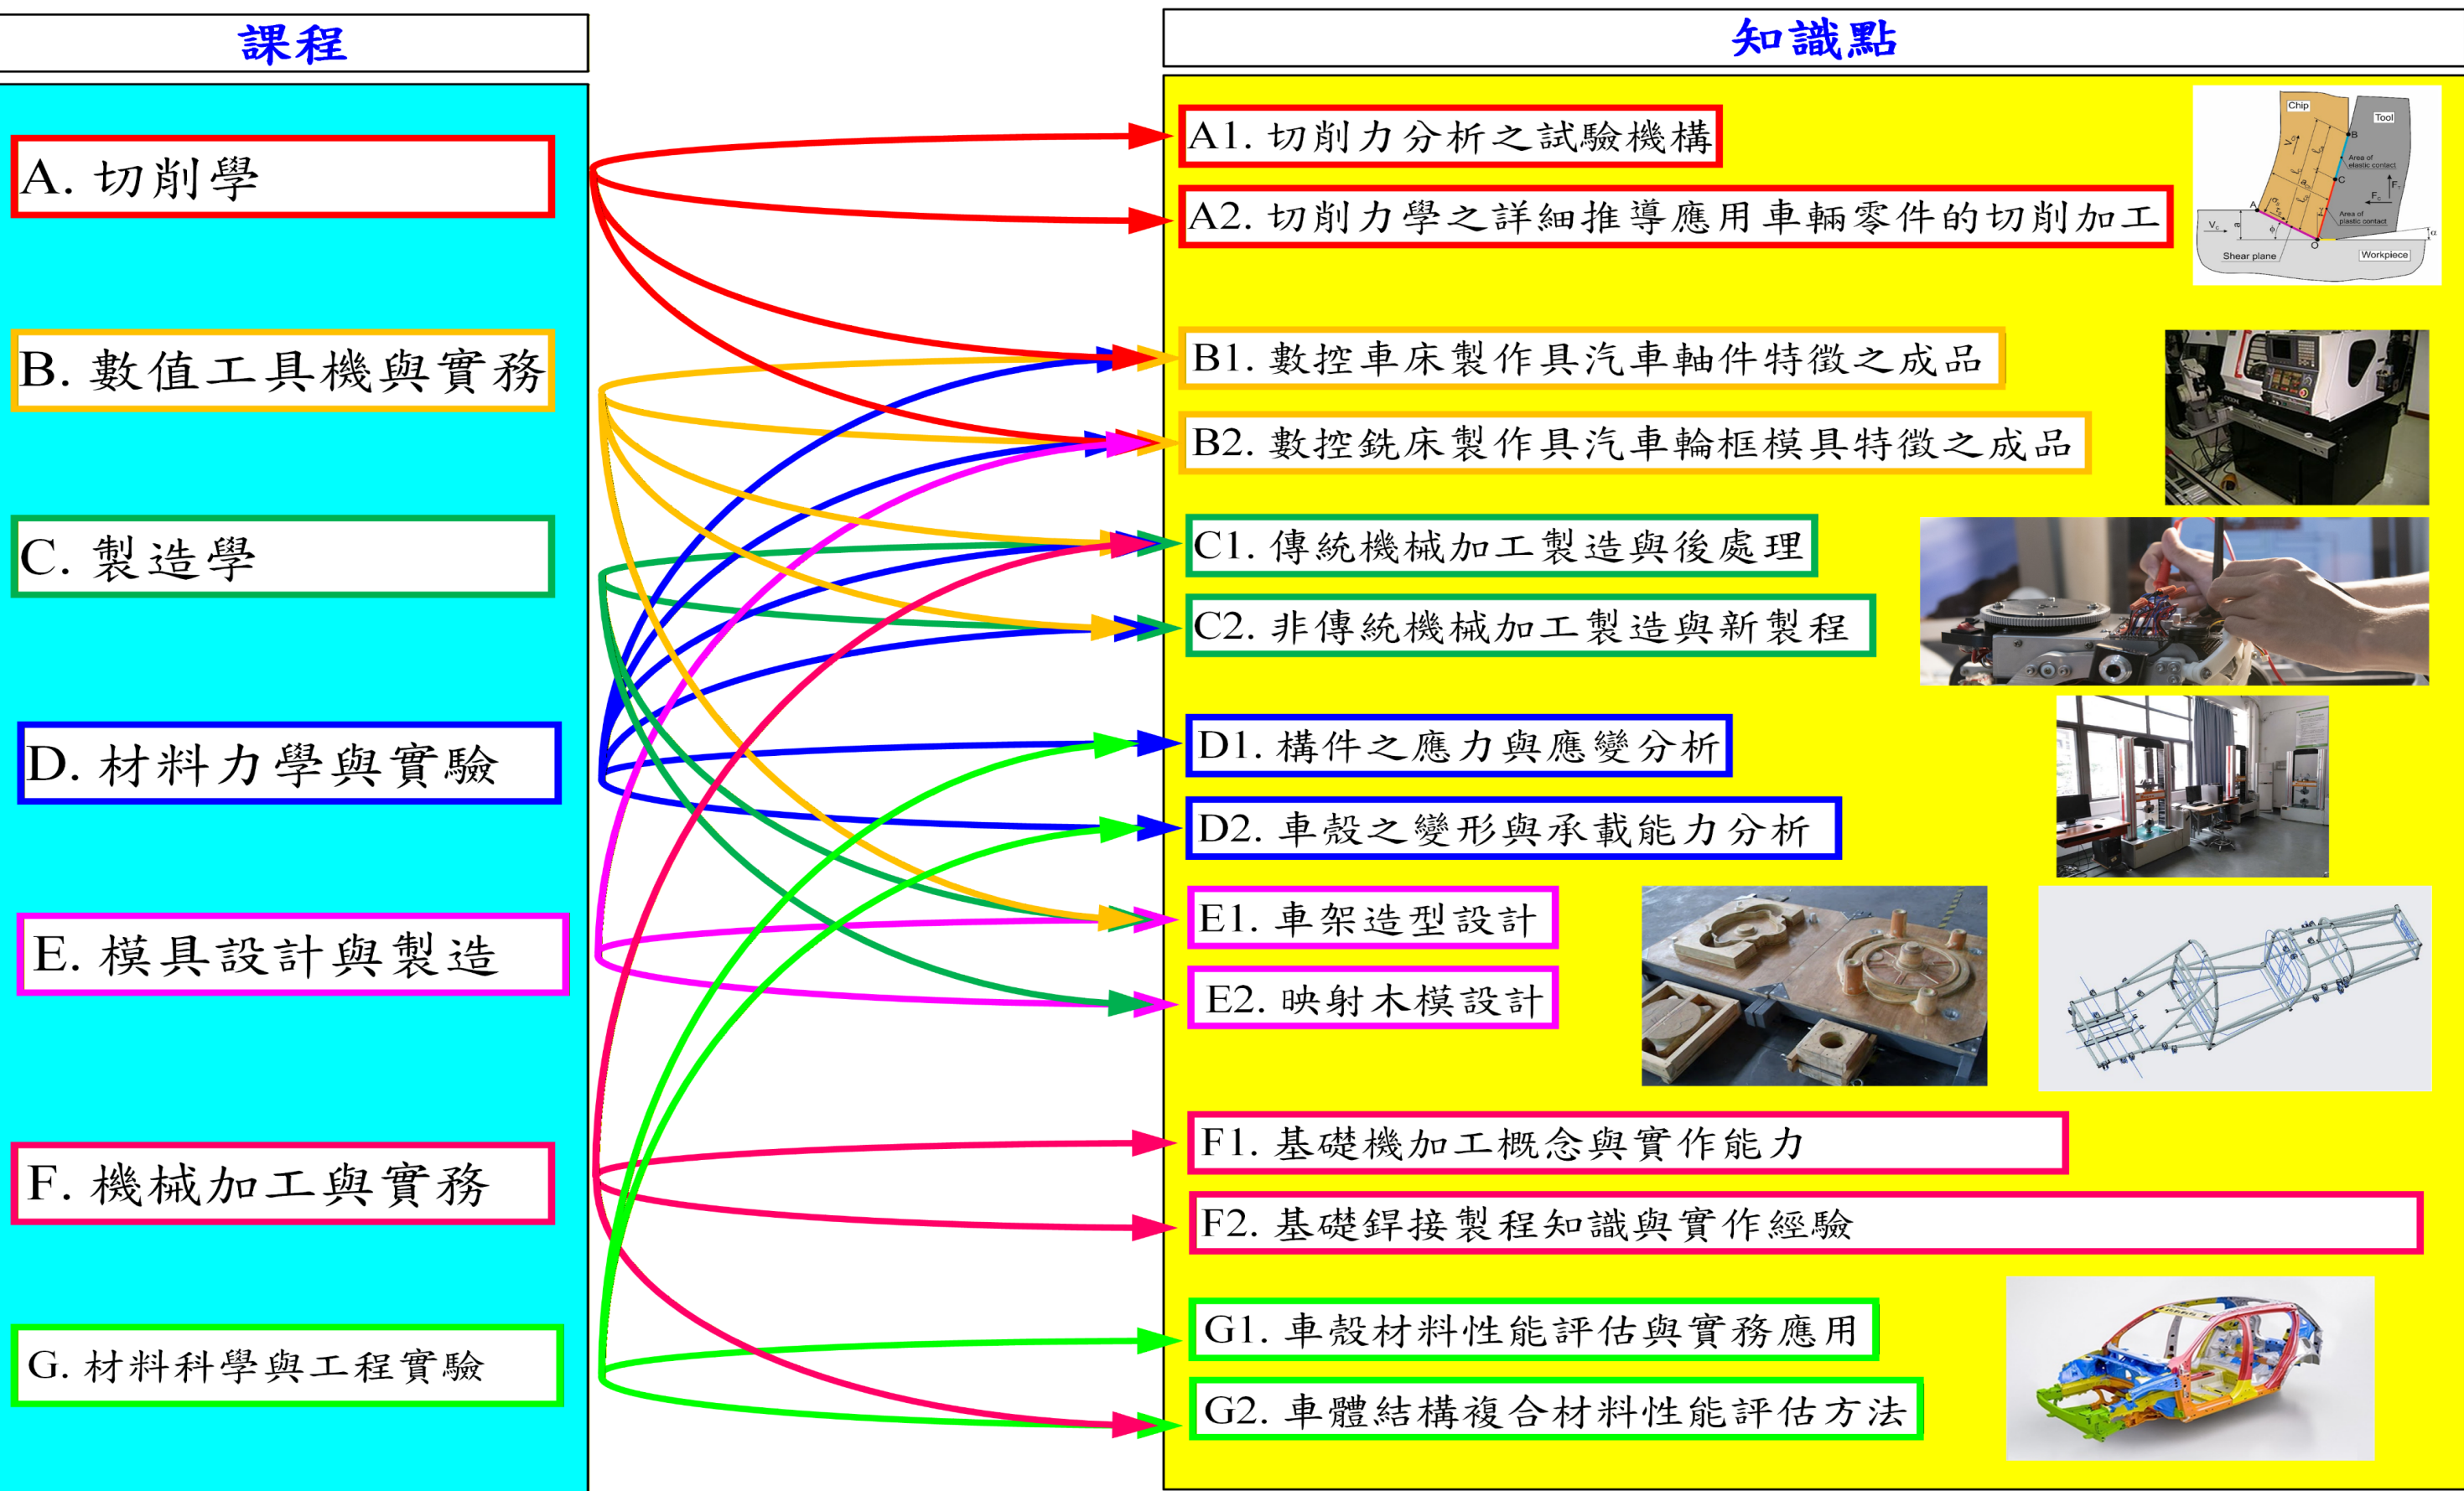 課程
知識點
A. 切削學
B. 數值工具機與實務
C. 製造學
D. 材料力學與實驗
E. 模具設計與製造
F. 機械加工與實務
G. 材料科學與工程實驗
A1. 切削力分析之試驗機構
A2. 切削力學之詳細推導應用車輛零件的切削加工
B1. 數控車床製作具汽車軸件特徵之成品
B2. 數控銑床製作具汽車輪框模具特徵之成品
C1. 傳統機械加工製造與後處理
C2. 非傳統機械加工製造與新製程
D1. 構件之應力與應變分析
D2. 車殼之變形與承載能力分析
E1. 車架造型設計
E2. 映射木模設計
F1. 基礎機加工概念與實作能力
F2. 基礎銲接製程知識與實作經驗
G1. 車殼材料性能評估與實務應用
G2. 車體結構複合材料性能評估方法
Chip
Tool
B
Area of
elastic contact
C
A
Area of
plastic contact
O
Shear plane
Workpiece